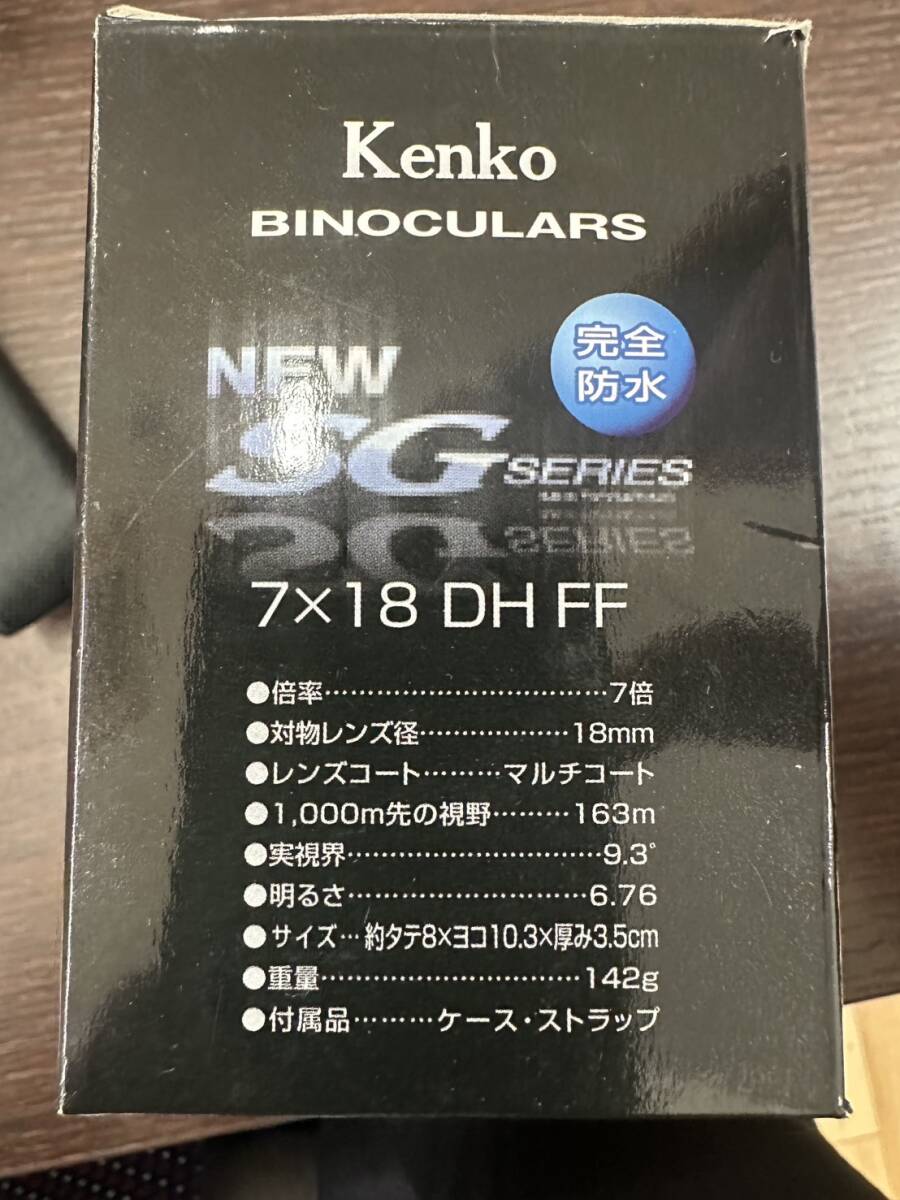 Kenko
BINOCULARS
完全
防水
NEW
SG SERIES
7×18 DH FF
●倍率………………………………7倍
●対物レンズ径………………18mm
●レンズコート………マルチコート
●1,000m先の視野………163m
●実視界……………………………9.3°
●明るさ…………………………6.76
●サイズ…約タテ8×ヨコ10.3×厚み3.5cm
●重量……………………………142g
●付属品………ケース・ストラップ